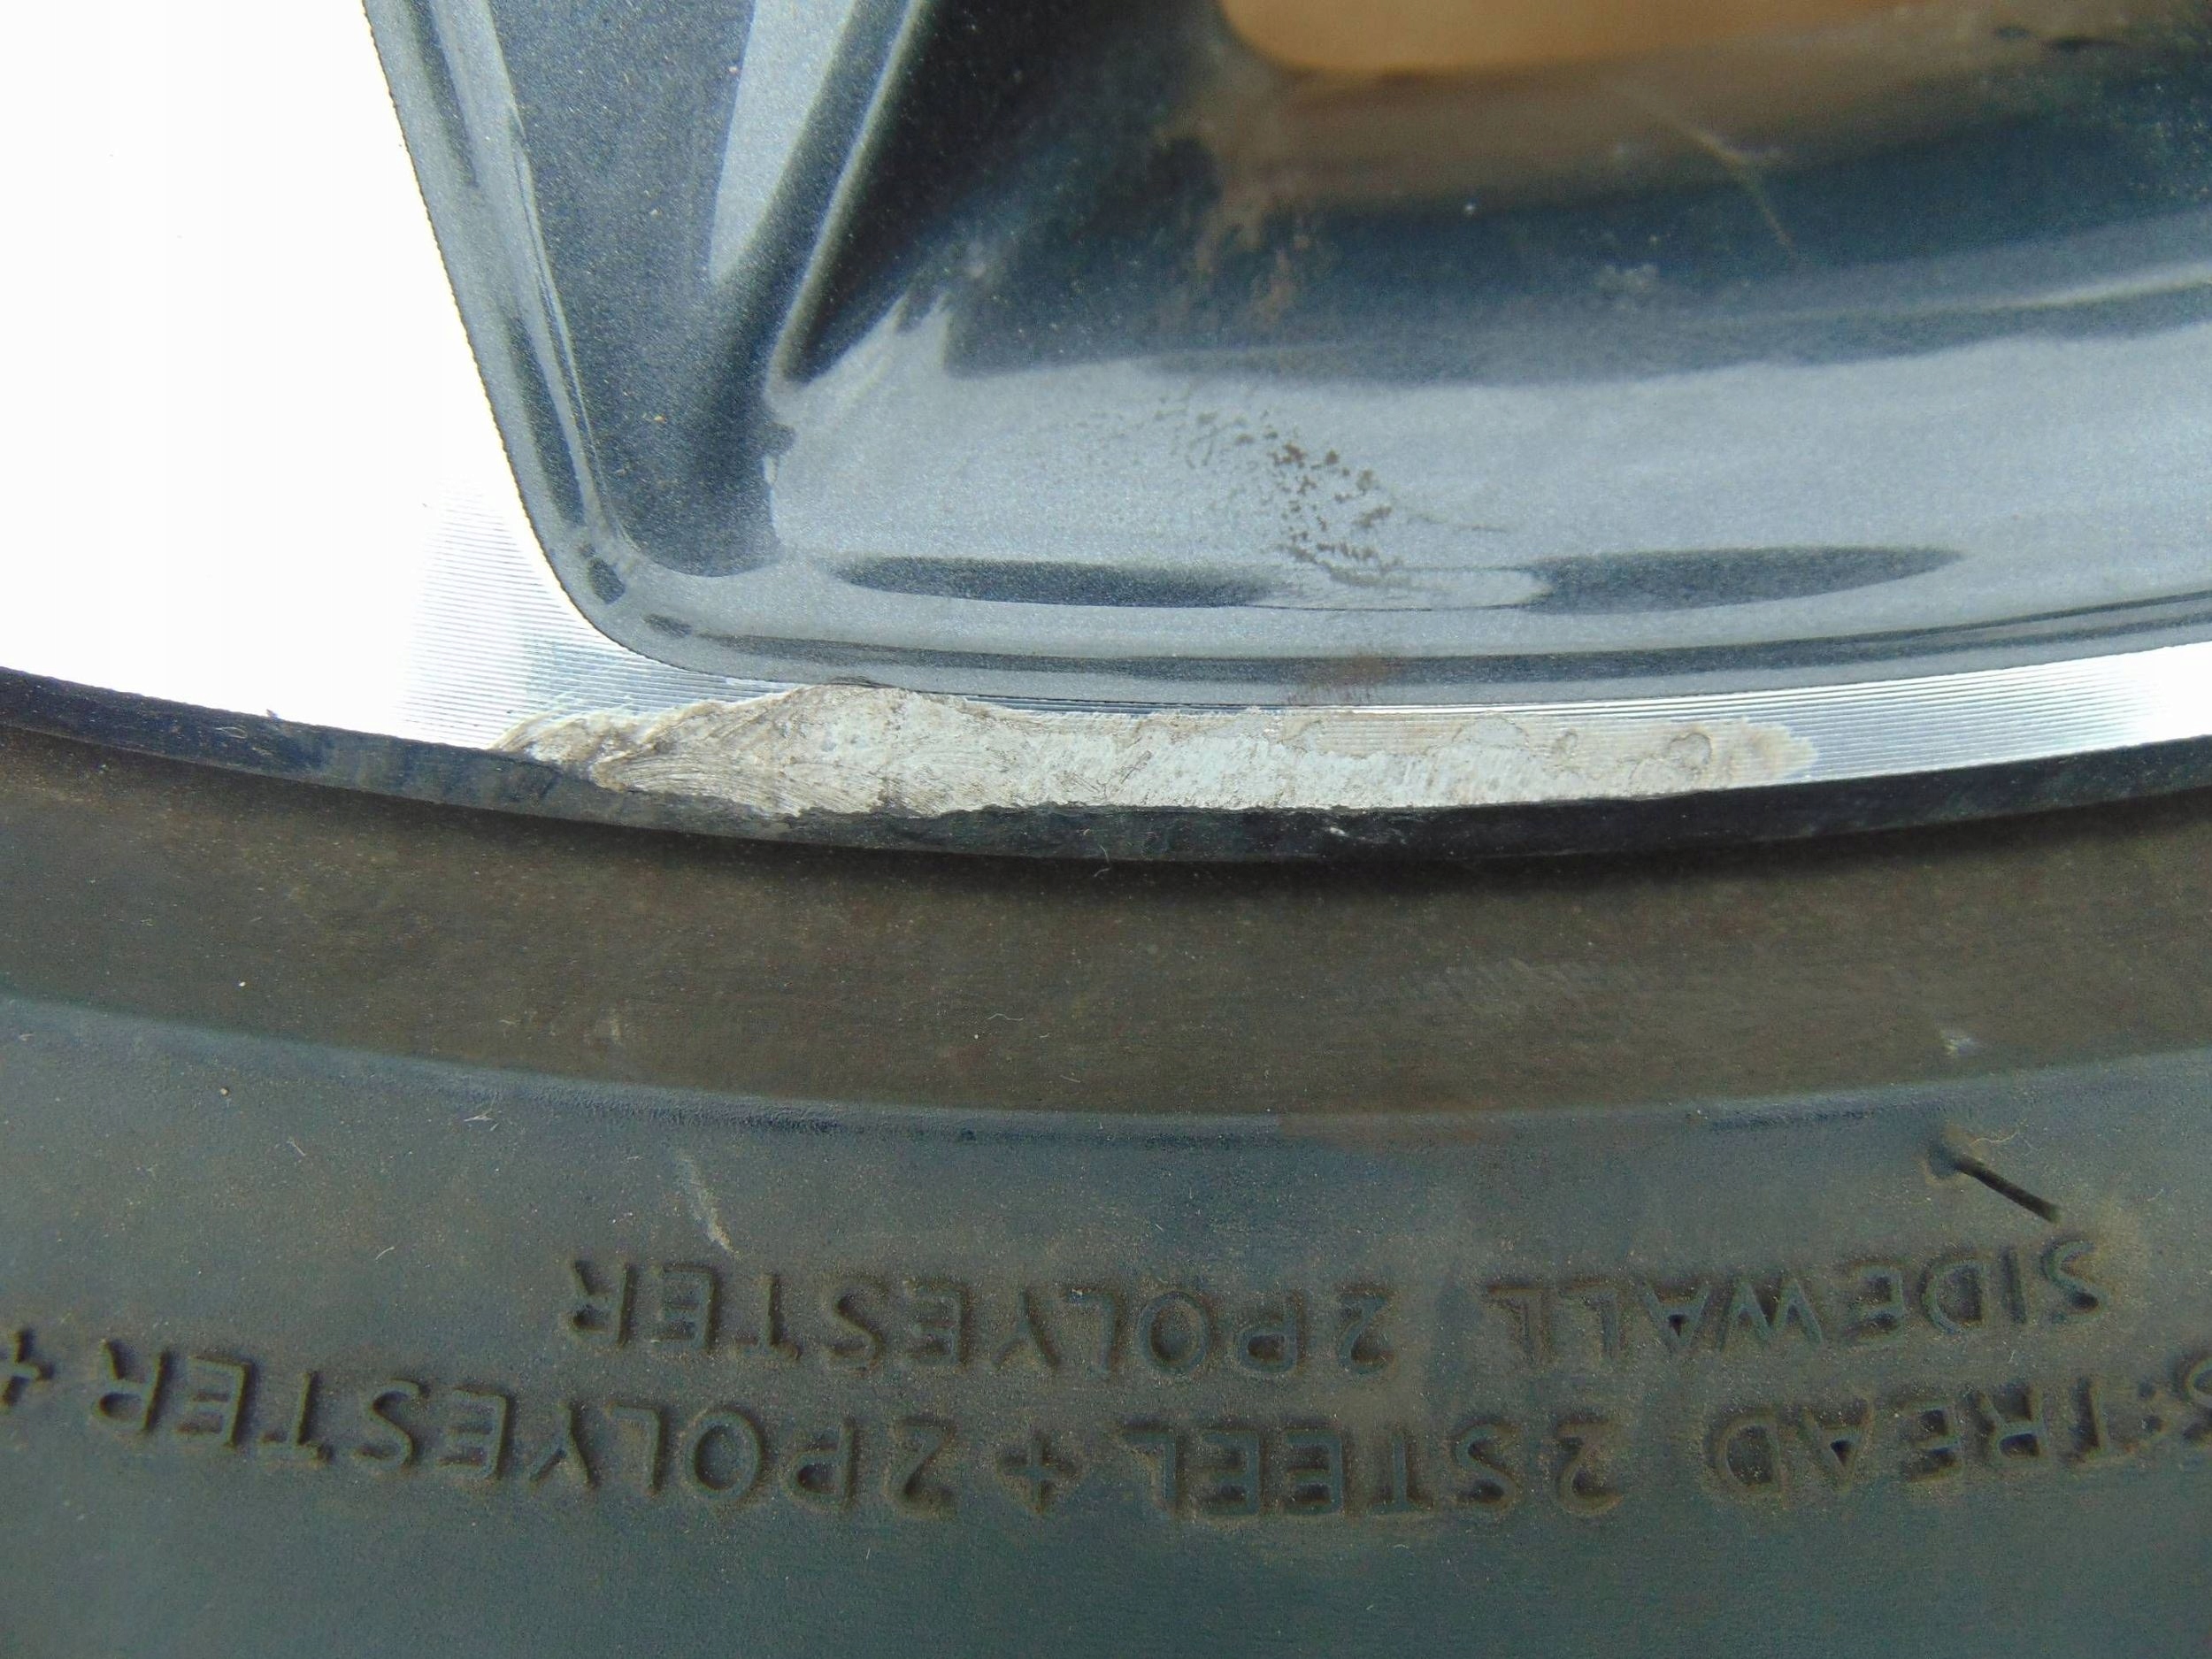 S:TREAD 2STEEL + 2POLYESTER +
SIDEWALL 2POLYESTER